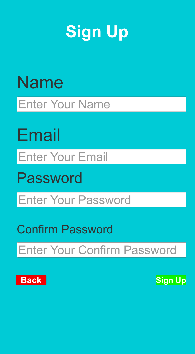 Sign Up
Name
Enter Your Name
Email
Enter Your Email
Password
Enter Your Password
Confirm Password
Enter Your Confirm Password
Back
Sign Up